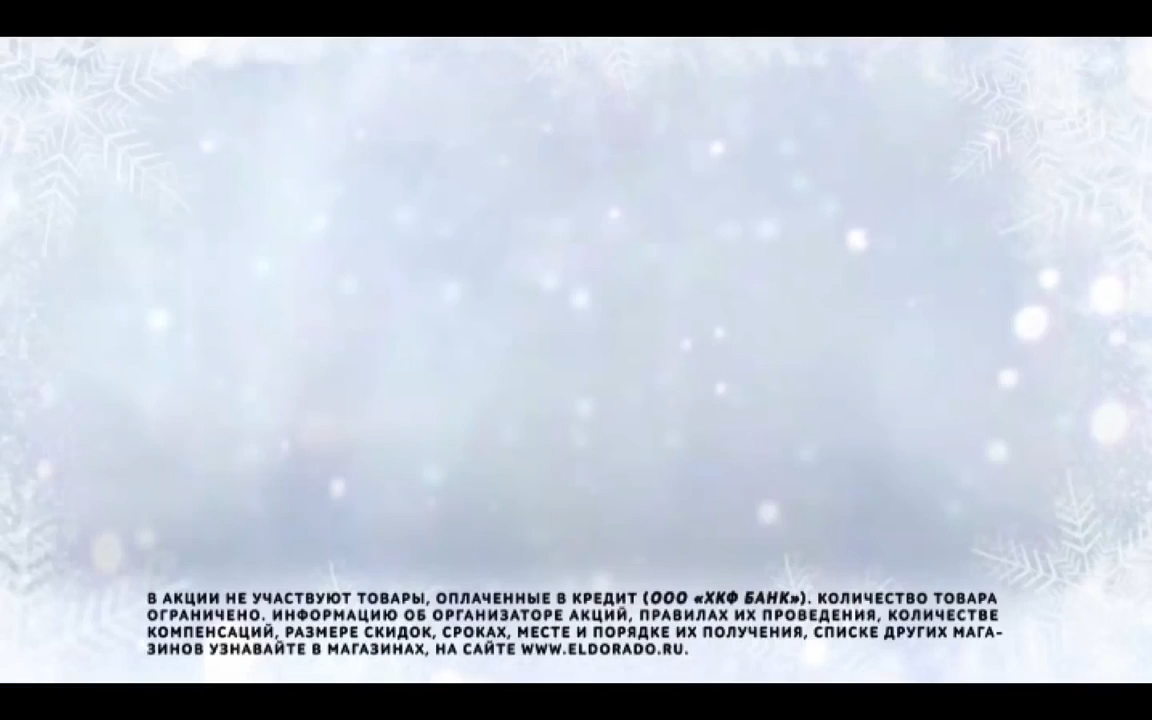 В АКЦИИ НЕ УЧАСТВУЮТ ТОВАРЫ, ОПЛАЧЕННЫЕ В КРЕДИТ (ООО «ХКФ БАНК»). КОЛИЧЕСТВО ТОВАРА
ОГРАНИЧЕНО. ИНФОРМАЦИЮ ОБ ОРГАНИЗАТОРЕ АКЦИЙ, ПРАВИЛАХ ИХ ПРОВЕДЕНИЯ, КОЛИЧЕСТВЕ
КОМПЕНСАЦИЙ, РАЗМЕРЕ СКИДОК, СРОКАХ, МЕСТЕ И ПОРЯДКЕ ИХ ПОЛУЧЕНИЯ, СПИСКЕ ДРУГИХ МАГА-
ЗИНОВ УЗНАВАЙТЕ В МАГАЗИНАХ, НА САЙТЕ WWW.ELDORADO.RU.